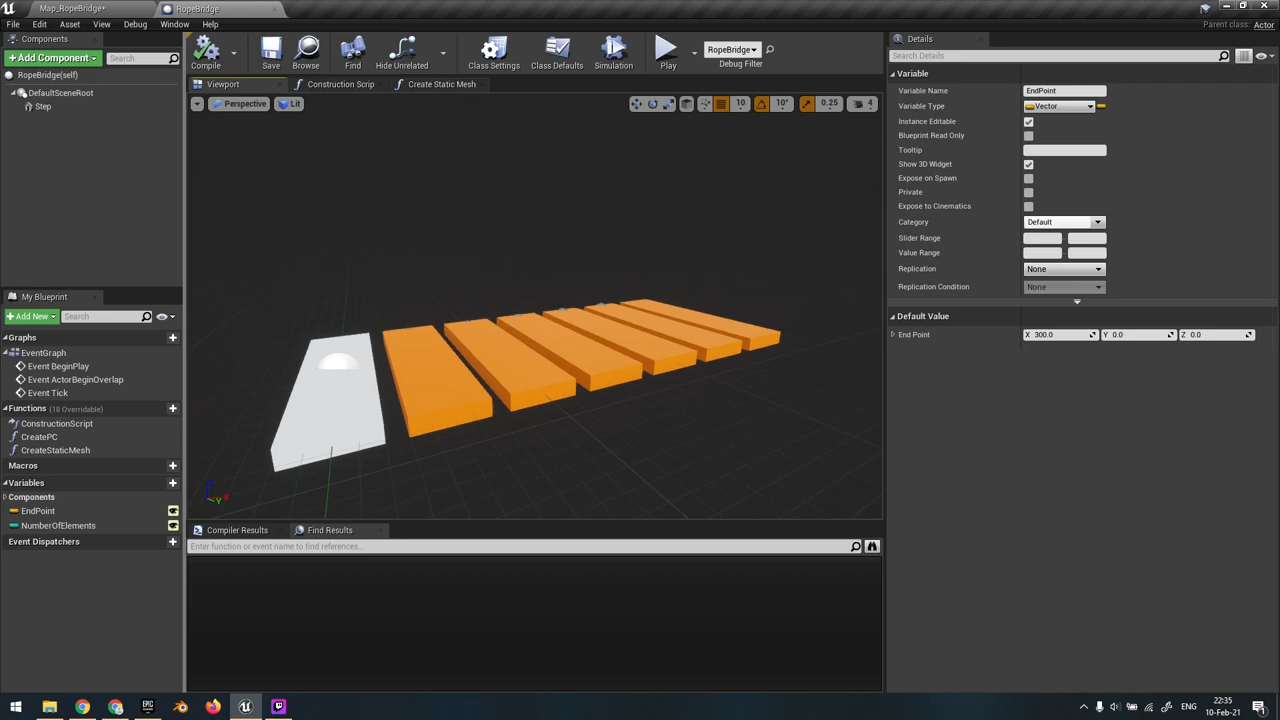 Map_RopeBridge*
RopeBridge
File Edit Asset View Debug Window Help
Parent class: Actor
Components
+ Add Component
Search
RopeBridge(self)
DefaultSceneRoot
Step
Compile
Save
Browse
Find
Hide Unrelated
Class Settings
Class Defaults
Simulation
Play
RopeBridge
Debug Filter
Viewport
Construction Scrip
Create Static Mesh
Perspective
Lit
10
10°
0.25
4
X
Y
My Blueprint
+ Add New
Search
Graphs
EventGraph
Event BeginPlay
Event ActorBeginOverlap
Event Tick
Functions (18 Overridable)
ConstructionScript
CreatePC
CreateStaticMesh
Macros
Variables
Components
EndPoint
NumberOfElements
Event Dispatchers
Compiler Results
Find Results
Enter function or event name to find references...
Details
Search Details
Variable
Variable Name EndPoint
Variable Type Vector
Instance Editable
Blueprint Read Only
Tooltip
Show 3D Widget
Expose on Spawn
Private
Expose to Cinematics
Category Default
Slider Range
Value Range
Replication None
Replication Condition None
Default Value
End Point X 300.0 Y 0.0 Z 0.0
EPIC
ENG
22:35
10-Feb-21
1